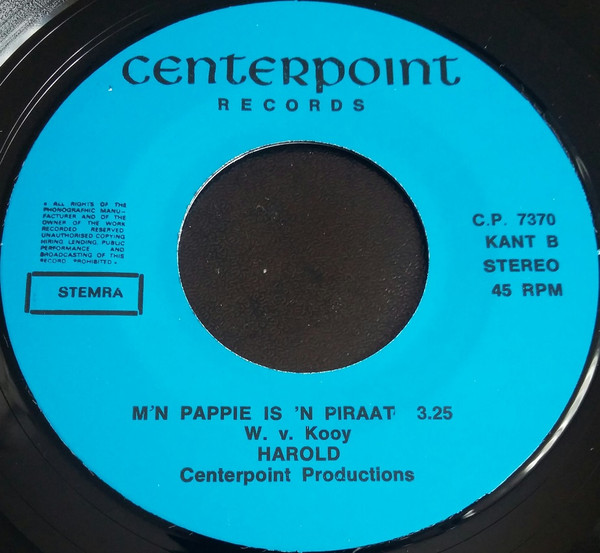 centerpoint
RECORDS
• ALL RIGHTS OF THE
PHONOGRAPHIC MANU-
FACTURER AND OF THE
OWNER OF THE WORK
RECORDED RESERVED
UNAUTHORISED COPYING
HIRING LENDING PUBLIC
PERFORMANCE AND
BROADCASTING OF THIS
RECORD PROHIBITED •
STEMRA
C.P. 7370
KANT B
STEREO
45 RPM
M'N PAPPIE IS 'N PIRAAT 3.25
W. v. Kooy
HAROLD
Centerpoint Productions